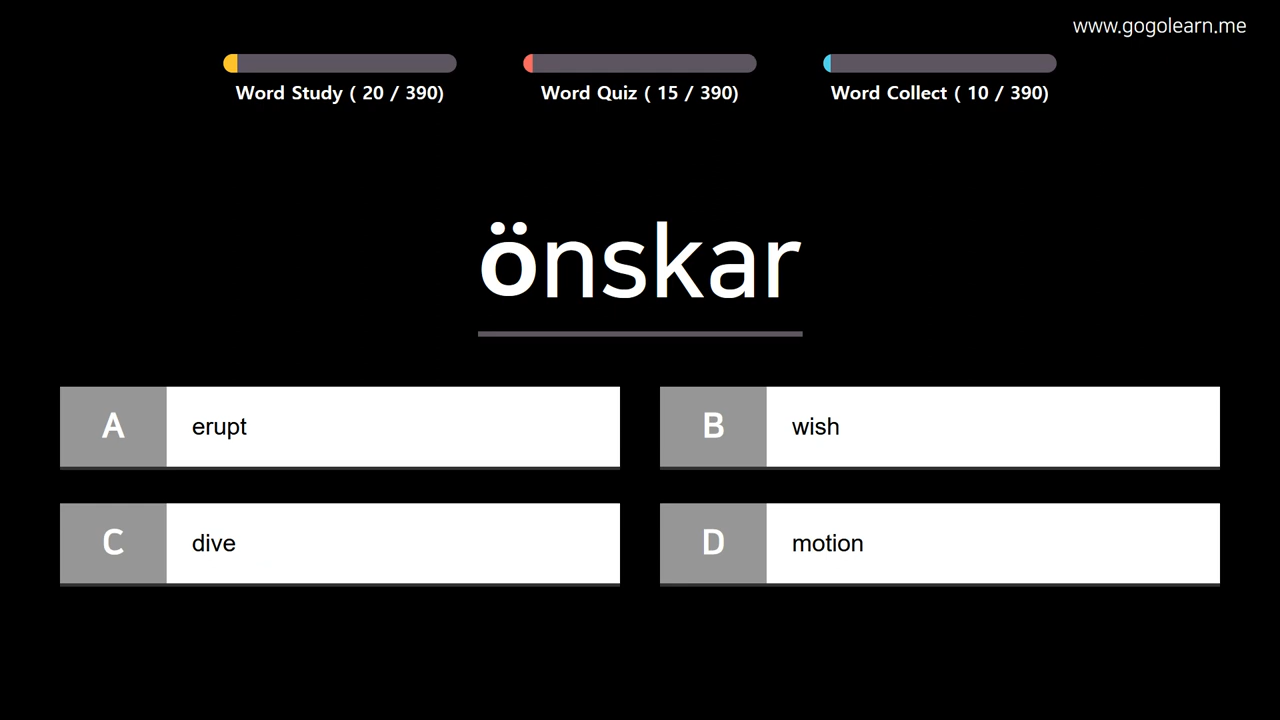 www.gogolearn.me
Word Study ( 20 / 390)
Word Quiz ( 15 / 390)
Word Collect ( 10 / 390)
önskar
A erupt
B wish
C dive
D motion